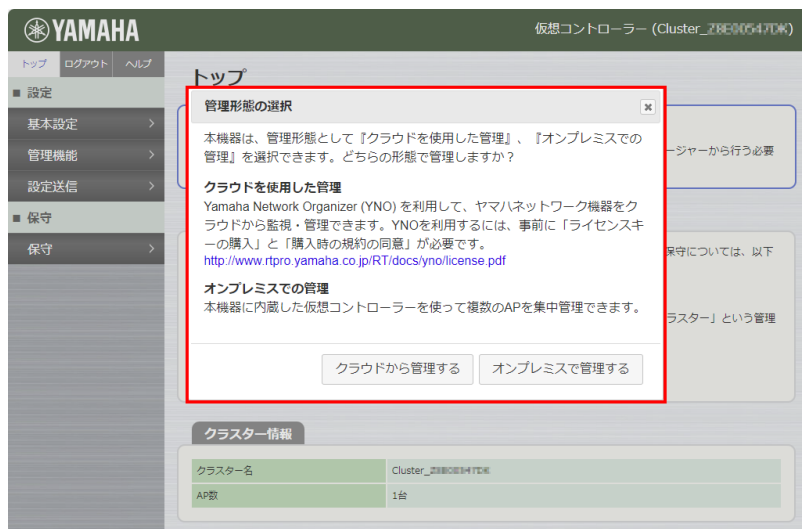 YAMAHA
仮想コントローラー (Cluster_
トップ ログアウト ヘルプ
■ 設定
基本設定
管理機能
設定送信
■ 保守
保守
トップ
管理形態の選択
本機器は、管理形態として『クラウドを使用した管理』、『オンプレミスでの
管理』を選択できます。どちらの形態で管理しますか？
クラウドを使用した管理
Yamaha Network Organizer (YNO) を利用して、ヤマハネットワーク機器をク
ラウドから監視・管理できます。YNOを利用するには、事前に「ライセンスキ
ーの購入」と「購入時の規約の同意」が必要です。
http://www.rtpro.yamaha.co.jp/RT/docs/yno/license.pdf
オンプレミスでの管理
本機器に内蔵した仮想コントローラーを使って複数のAPを集中管理できます。
クラウドから管理する オンプレミスで管理する
ージャーから行う必要
保守については、以下
ラスター」という管理
クラスター情報
クラスター名 Cluster_
AP数 1台